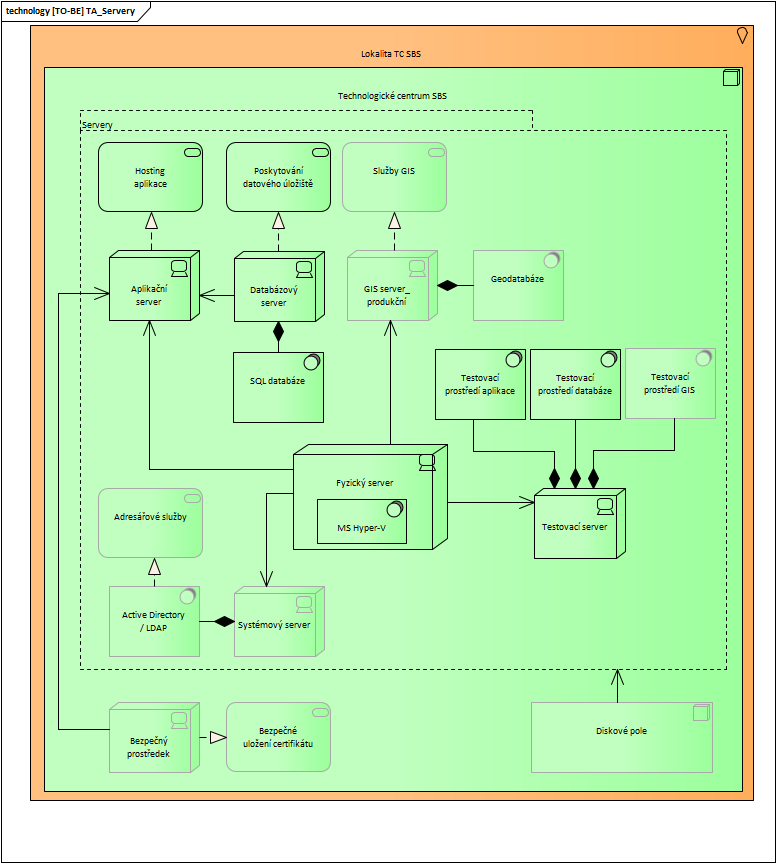 technology [TO-BE] TA_Servery
Lokalita TC SBS
Technologické centrum SBS
Servery
Hosting
aplikace
Poskytování
datového úložiště
Služby GIS
Aplikační
server
Databázový
server
GIS server_
produkční
Geodatabáze
SQL databáze
Testovací
prostředí aplikace
Testovací
prostředí databáze
Testovací
prostředí GIS
Fyzický server
MS Hyper-V
Testovací server
Adresářové služby
Active Directory
/ LDAP
Systémový server
Bezpečný
prostředek
Bezpečné
uložení certifikátu
Diskové pole